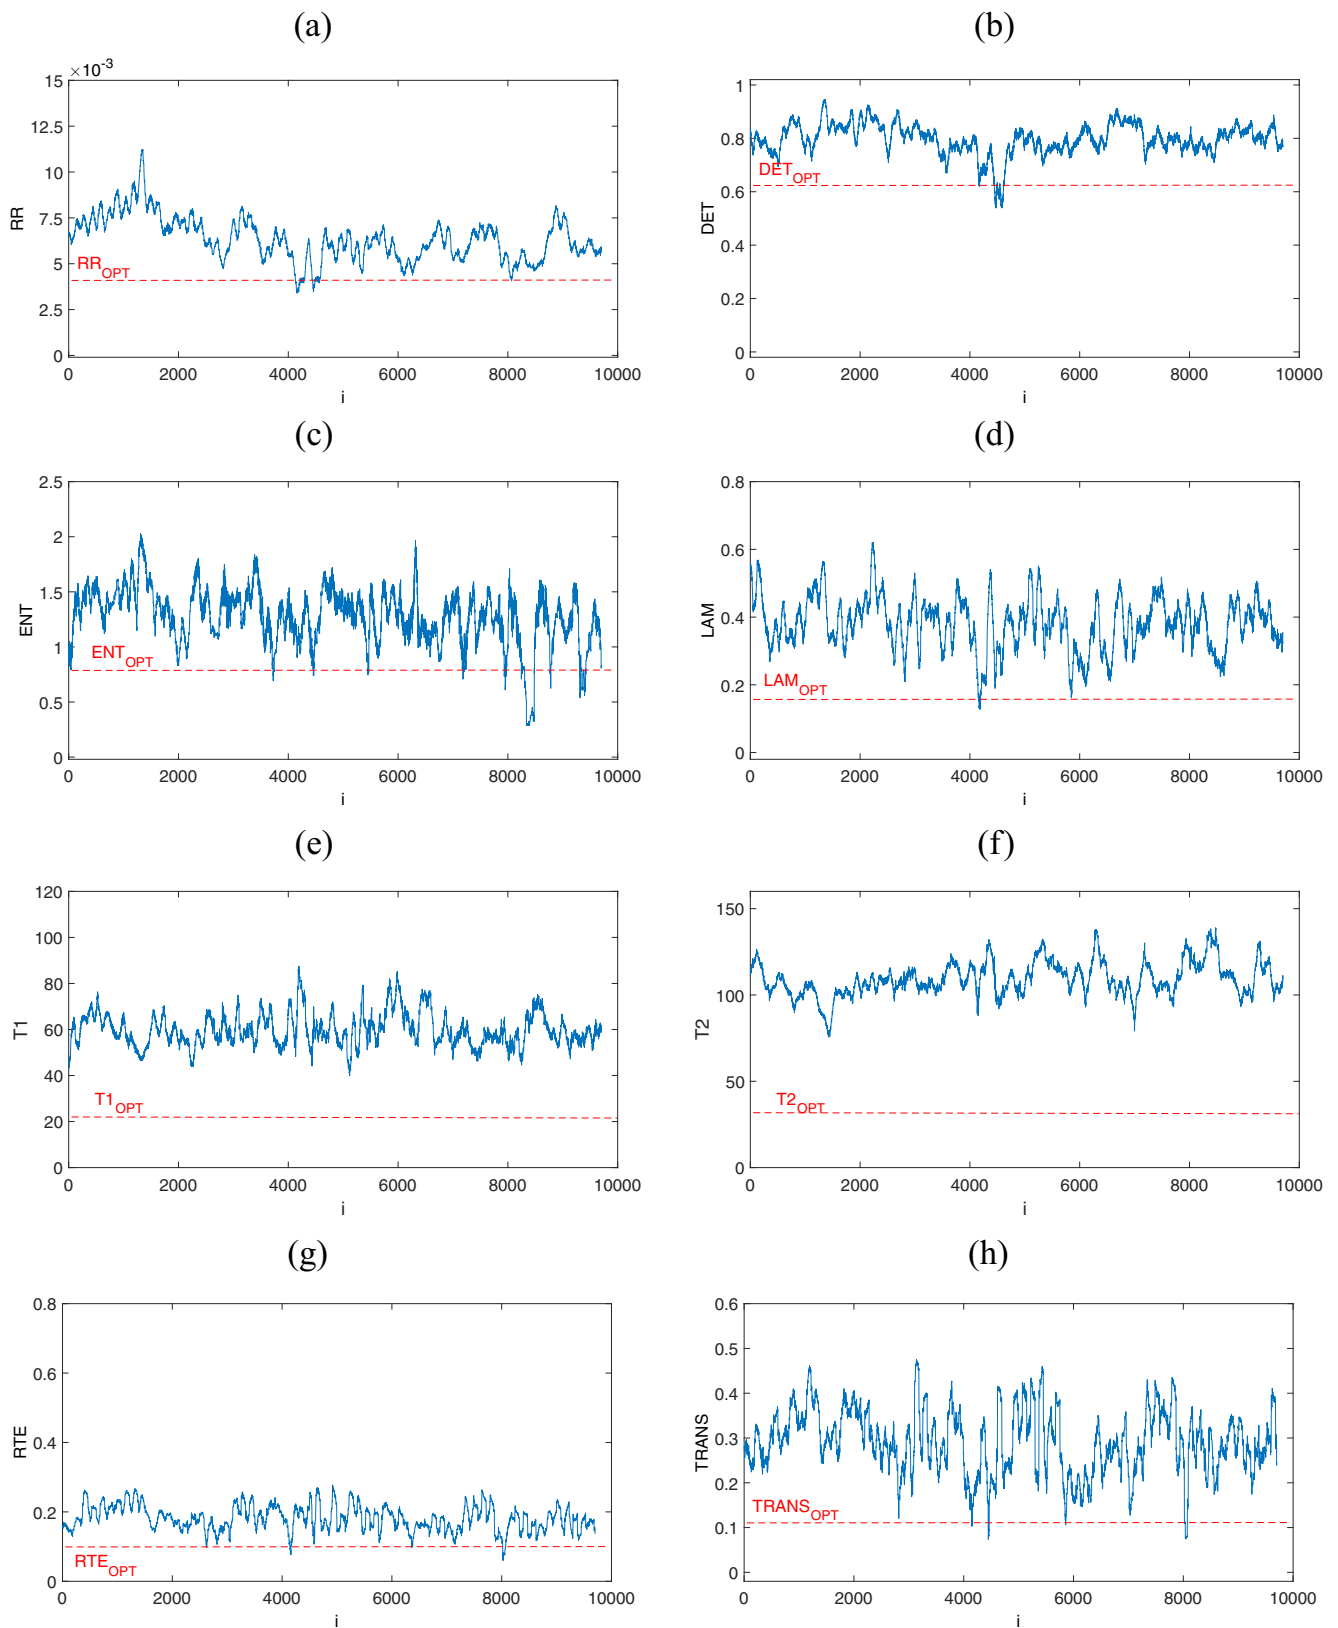 (a)
×10-3
15
12.5
10
7.5
5
2.5
0
RR
RROPT
0 2000 4000 6000 8000 10000
i
(b)
1
0.8
0.6
0.4
0.2
0
DET
DETOPT
0 2000 4000 6000 8000 10000
i
(c)
2.5
2
1.5
1
0.5
0
ENT
ENTOPT
0 2000 4000 6000 8000 10000
i
(d)
0.8
0.6
0.4
0.2
0
LAM
LAMOPT
0 2000 4000 6000 8000 10000
i
(e)
120
100
80
60
40
20
0
T1
T1OPT
0 2000 4000 6000 8000 10000
i
(f)
150
100
50
0
T2
T2OPT
0 2000 4000 6000 8000 10000
i
(g)
0.8
0.6
0.4
0.2
0
RTE
RTEOPT
0 2000 4000 6000 8000 10000
i
(h)
0.6
0.5
0.4
0.3
0.2
0.1
0
TRANS
TRANSOPT
0 2000 4000 6000 8000 10000
i